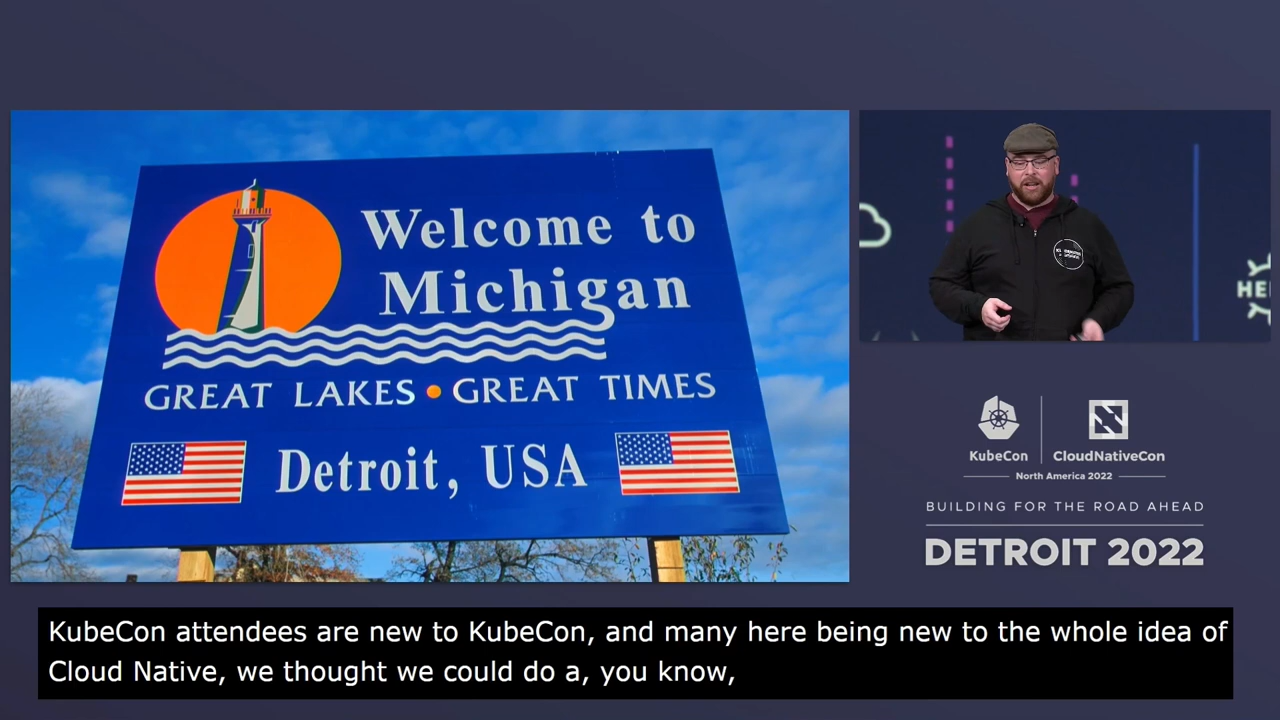 Welcome to
Michigan
GREAT LAKES • GREAT TIMES
Detroit, USA
HE
KubeCon
CloudNativeCon
North America 2022
BUILDING FOR THE ROAD AHEAD
DETROIT 2022
KubeCon attendees are new to KubeCon, and many here being new to the whole idea of
Cloud Native, we thought we could do a, you know,